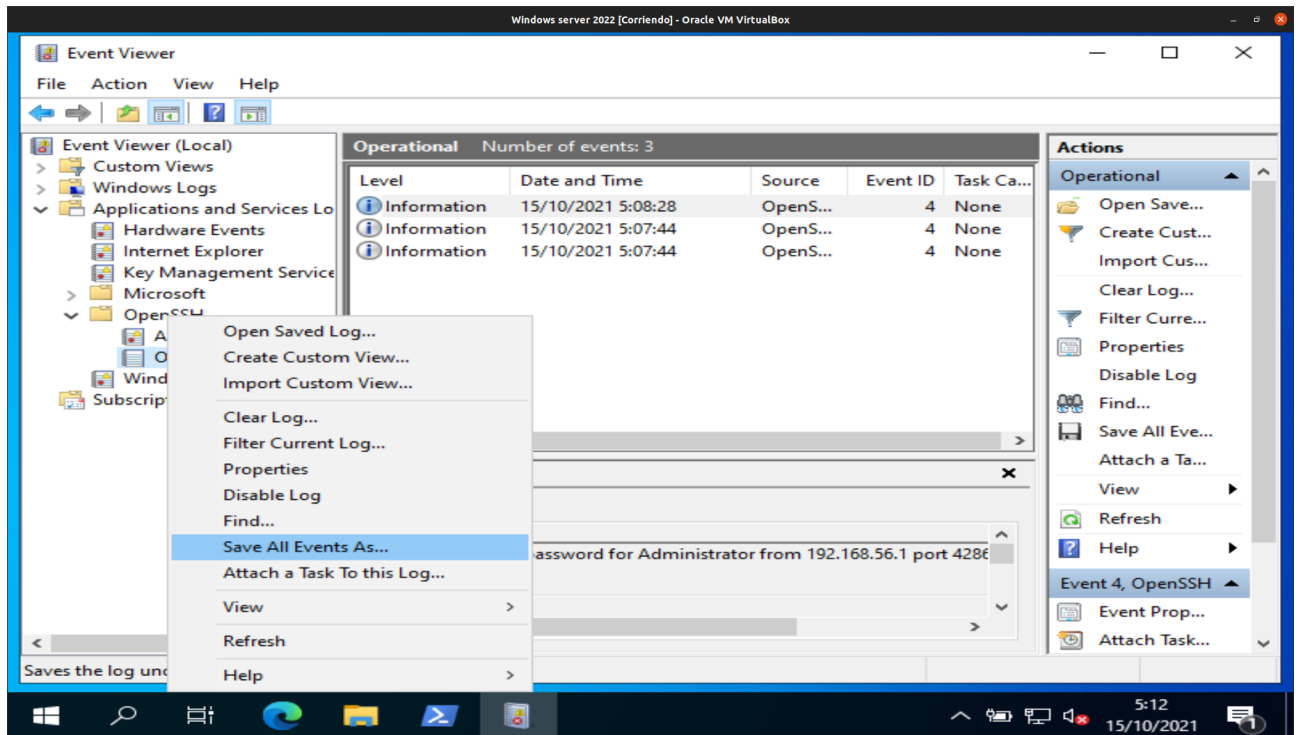 Windows server 2022 [Corriendo] - Oracle VM VirtualBox
Event Viewer
File Action View Help
Event Viewer (Local)
Custom Views
Windows Logs
Applications and Services Lo
Hardware Events
Internet Explorer
Key Management Service
Microsoft
OpenSSH
A
O
Wind
Subscrip
Operational Number of events: 3
Level Date and Time Source Event ID Task Ca...
Information 15/10/2021 5:08:28 OpenS... 4 None
Information 15/10/2021 5:07:44 OpenS... 4 None
Information 15/10/2021 5:07:44 OpenS... 4 None
Open Saved Log...
Create Custom View...
Import Custom View...
Clear Log...
Filter Current Log...
Properties
Disable Log
Find...
Save All Events As...
Attach a Task To this Log...
View
Refresh
Help
assword for Administrator from 192.168.56.1 port 4286
Actions
Operational
Open Save...
Create Cust...
Import Cus...
Clear Log...
Filter Curre...
Properties
Disable Log
Find...
Save All Eve...
Attach a Ta...
View
Refresh
Help
Event 4, OpenSSH
Event Prop...
Attach Task...
Saves the log und
5:12
15/10/2021
1